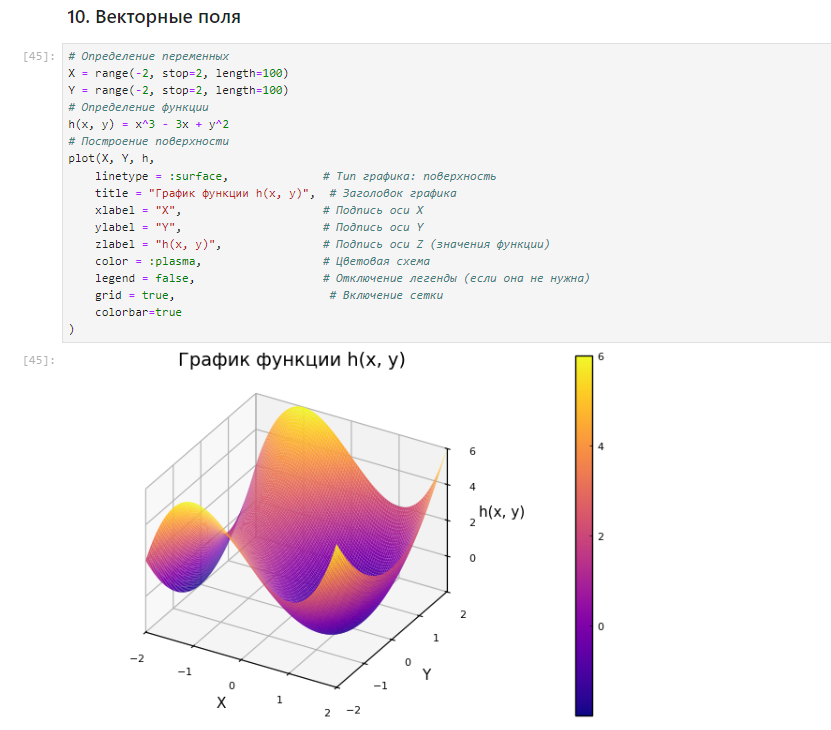 10. Векторные поля
[45]:
# Определение переменных
X = range(-2, stop=2, length=100)
Y = range(-2, stop=2, length=100)
# Определение функции
h(x, y) = x^3 - 3x + y^2
# Построение поверхности
plot(X, Y, h,
linetype = :surface, # Тип графика: поверхность
title = "График функции h(x, y)", # Заголовок графика
xlabel = "X", # Подпись оси X
ylabel = "Y", # Подпись оси Y
zlabel = "h(x, y)", # Подпись оси Z (значения функции)
color = :plasma, # Цветовая схема
legend = false, # Отключение легенды (если она не нужна)
grid = true, # Включение сетки
colorbar=true
)
[45]:
График функции h(x, y)
6
4
2
0
h(x, y)
6
4
2
0
−2
−1
0
1
2
X
−2
−1
0
1
2
Y